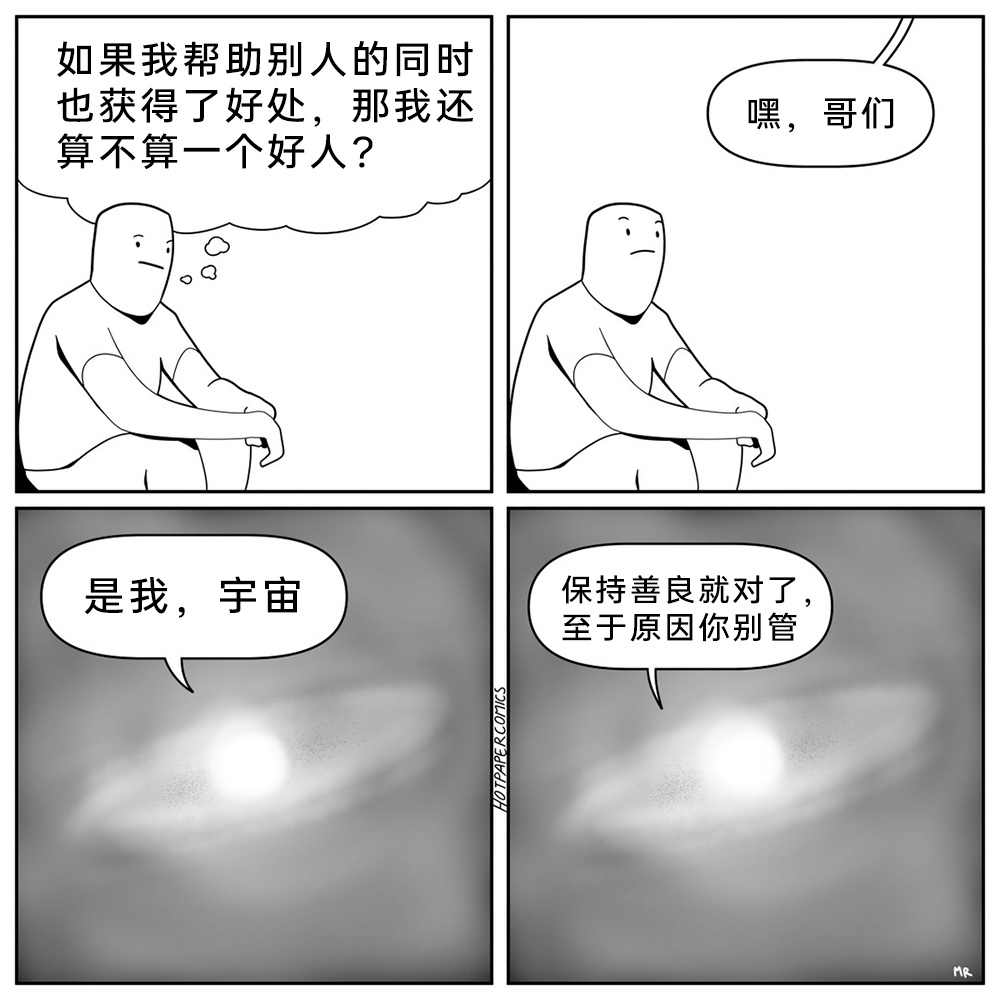 如果我帮助别人的同时
也获得了好处，那我还
算不算一个好人？
嘿，哥们
是我，宇宙
保持善良就对了，
至于原因你别管
HOTPAPERCOMICS
MR